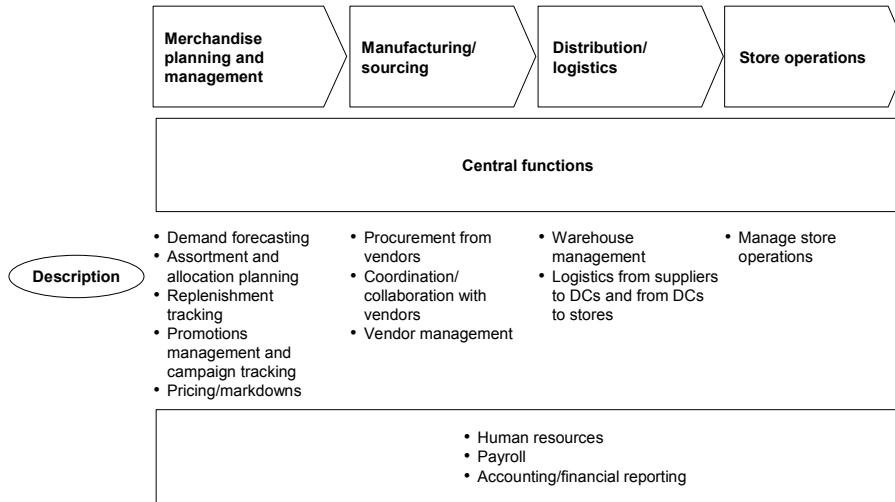 Merchandise
planning and
management
Manufacturing/
sourcing
Distribution/
logistics
Store operations
Central functions
Description
• Demand forecasting
• Assortment and
allocation planning
• Replenishment
tracking
• Promotions
management and
campaign tracking
• Pricing/markdowns
• Procurement from
vendors
• Coordination/
collaboration with
vendors
• Vendor management
• Warehouse
management
• Logistics from suppliers
to DCs and from DCs
to stores
• Manage store
operations
• Human resources
• Payroll
• Accounting/financial reporting